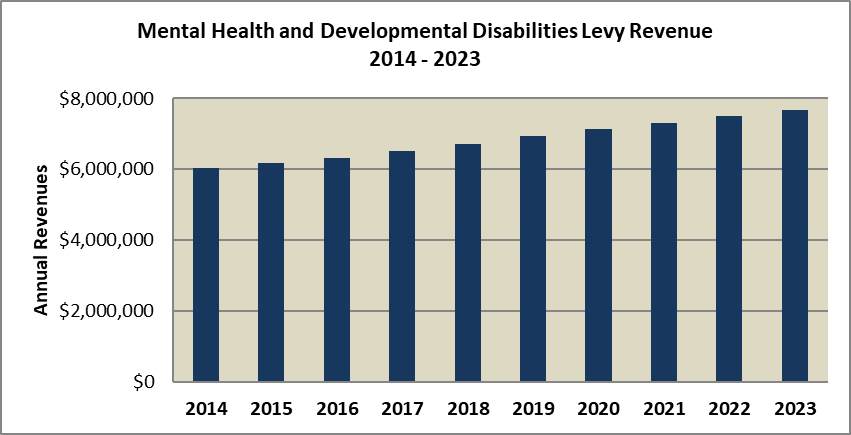 Mental Health and Developmental Disabilities Levy Revenue
2014 - 2023
Annual Revenues
$8,000,000
$6,000,000
$4,000,000
$2,000,000
$0
2014 2015 2016 2017 2018 2019 2020 2021 2022 2023